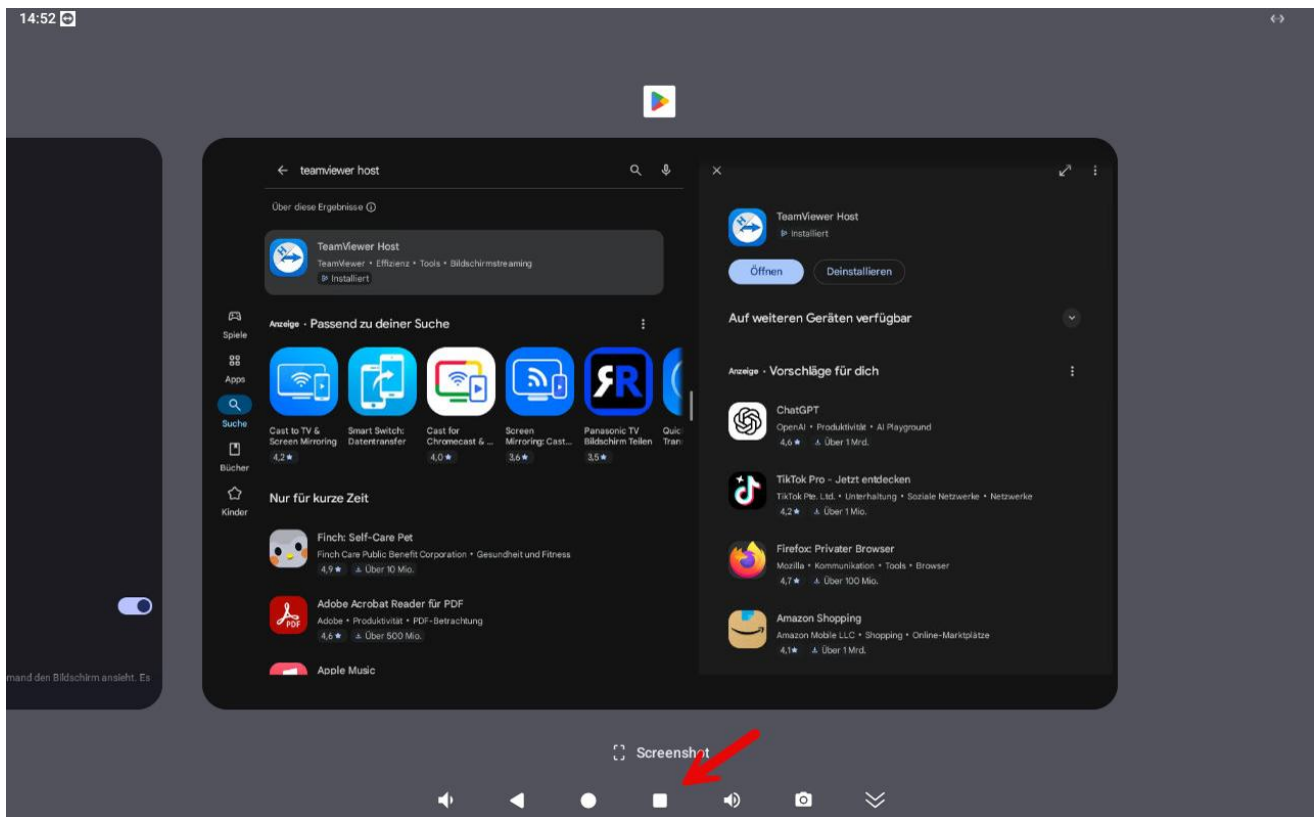 14:52
teamviewer host
Über diese Ergebnisse
TeamViewer Host
TeamViewer • Effizienz • Tools • Bildschirmstreaming
Installiert
Spiele
Apps
Suche
Bücher
Kinder
Anzeige • Passend zu deiner Suche
Cast to TV &
Screen Mirroring
4,2★
Smart Switch:
Datentransfer
Cast for
Chromecast & ...
4,0★
Screen
Mirroring: Cast...
3,6★
Panasonic TV
Bildschirm Teilen
3,5★
Quic
Tran
Nur für kurze Zeit
Finch: Self-Care Pet
Finch Care Public Benefit Corporation • Gesundheit und Fitness
4,9★ Über 10 Mio.
Adobe Acrobat Reader für PDF
Adobe • Produktivität • PDF-Betrachtung
4,6★ Über 500 Mio.
Apple Music
TeamViewer Host
Installiert
Öffnen
Deinstallieren
Auf weiteren Geräten verfügbar
Anzeige • Vorschläge für dich
ChatGPT
OpenAI • Produktivität • AI Playground
4,6★ Über 1 Mrd.
TikTok Pro - Jetzt entdecken
TikTok Pte. Ltd. • Unterhaltung • Soziale Netzwerke • Netzwerke
4,2★ Über 1 Mio.
Firefox: Privater Browser
Mozilla • Kommunikation • Tools • Browser
4,7★ Über 100 Mio.
Amazon Shopping
Amazon Mobile LLC • Shopping • Online-Marktplätze
4,1★ Über 1 Mrd.
mand den Bildschirm ansieht. Es
Screenshot